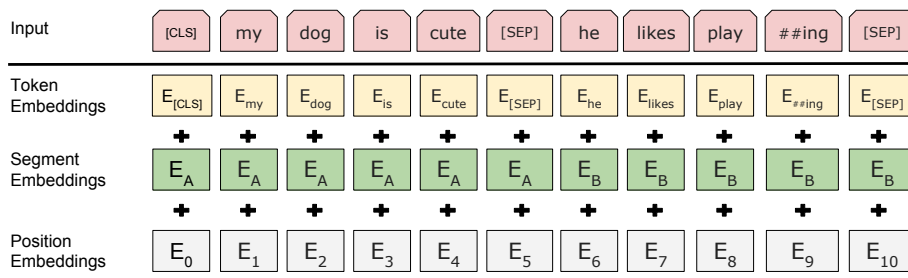 Input [CLS] my dog is cute [SEP] he likes play ##ing [SEP]
Token Embeddings E[CLS] Emy Edog Eis Ecute E[SEP] Ehe Elikes Eplay E##ing E[SEP]
+ + + + + + + + + + +
Segment Embeddings EA EA EA EA EA EA EB EB EB EB EB
+ + + + + + + + + + +
Position Embeddings E0 E1 E2 E3 E4 E5 E6 E7 E8 E9 E10